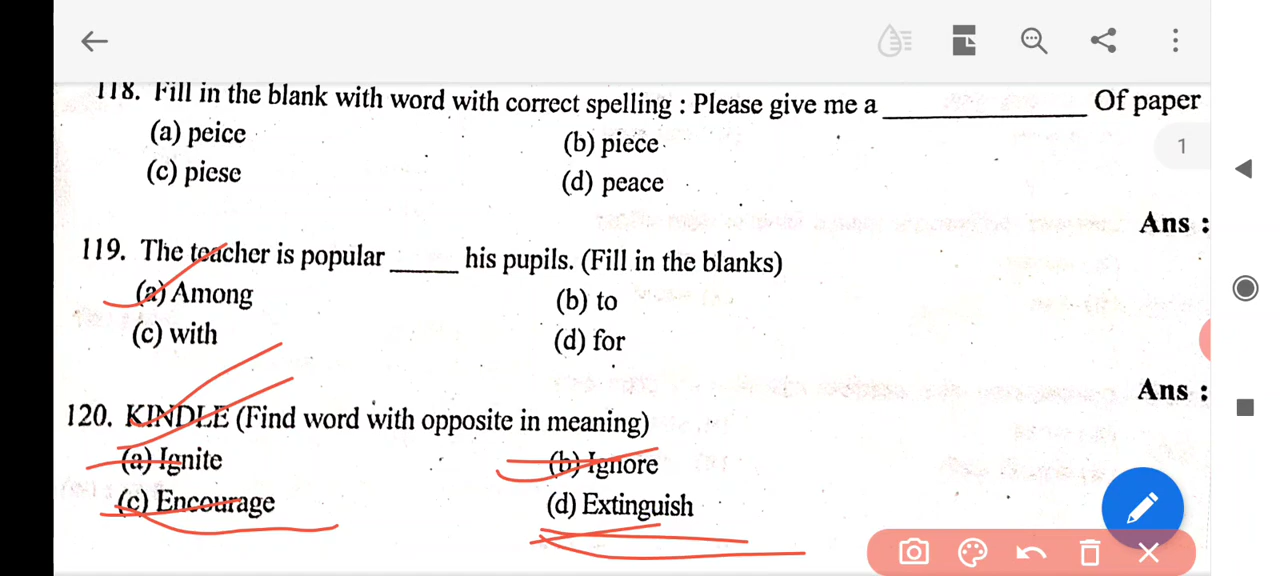 118. Fill in the blank with word with correct spelling : Please give me a ____________ Of paper
(a) peice (b) piece
(c) piese (d) peace
1
Ans :
119. The teacher is popular _____ his pupils. (Fill in the blanks)
(a) Among (b) to
(c) with (d) for
Ans :
120. KINDLE (Find word with opposite in meaning)
(a) Ignite (b) Ignore
(c) Encourage (d) Extinguish